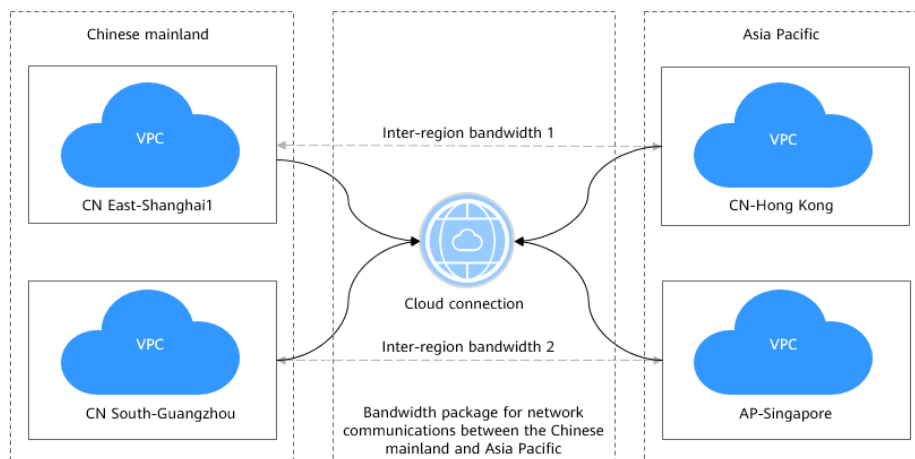 Chinese mainland
Asia Pacific
VPC
CN East-Shanghai1
Inter-region bandwidth 1
VPC
CN-Hong Kong
Cloud connection
VPC
CN South-Guangzhou
Inter-region bandwidth 2
VPC
AP-Singapore
Bandwidth package for network
communications between the Chinese
mainland and Asia Pacific